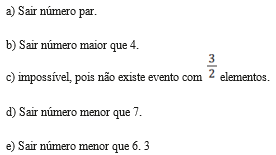 a) Sair número par.
b) Sair número maior que 4.
c) impossível, pois não existe evento com 3/2 elementos.
d) Sair número menor que 7.
e) Sair número menor que 6. 3